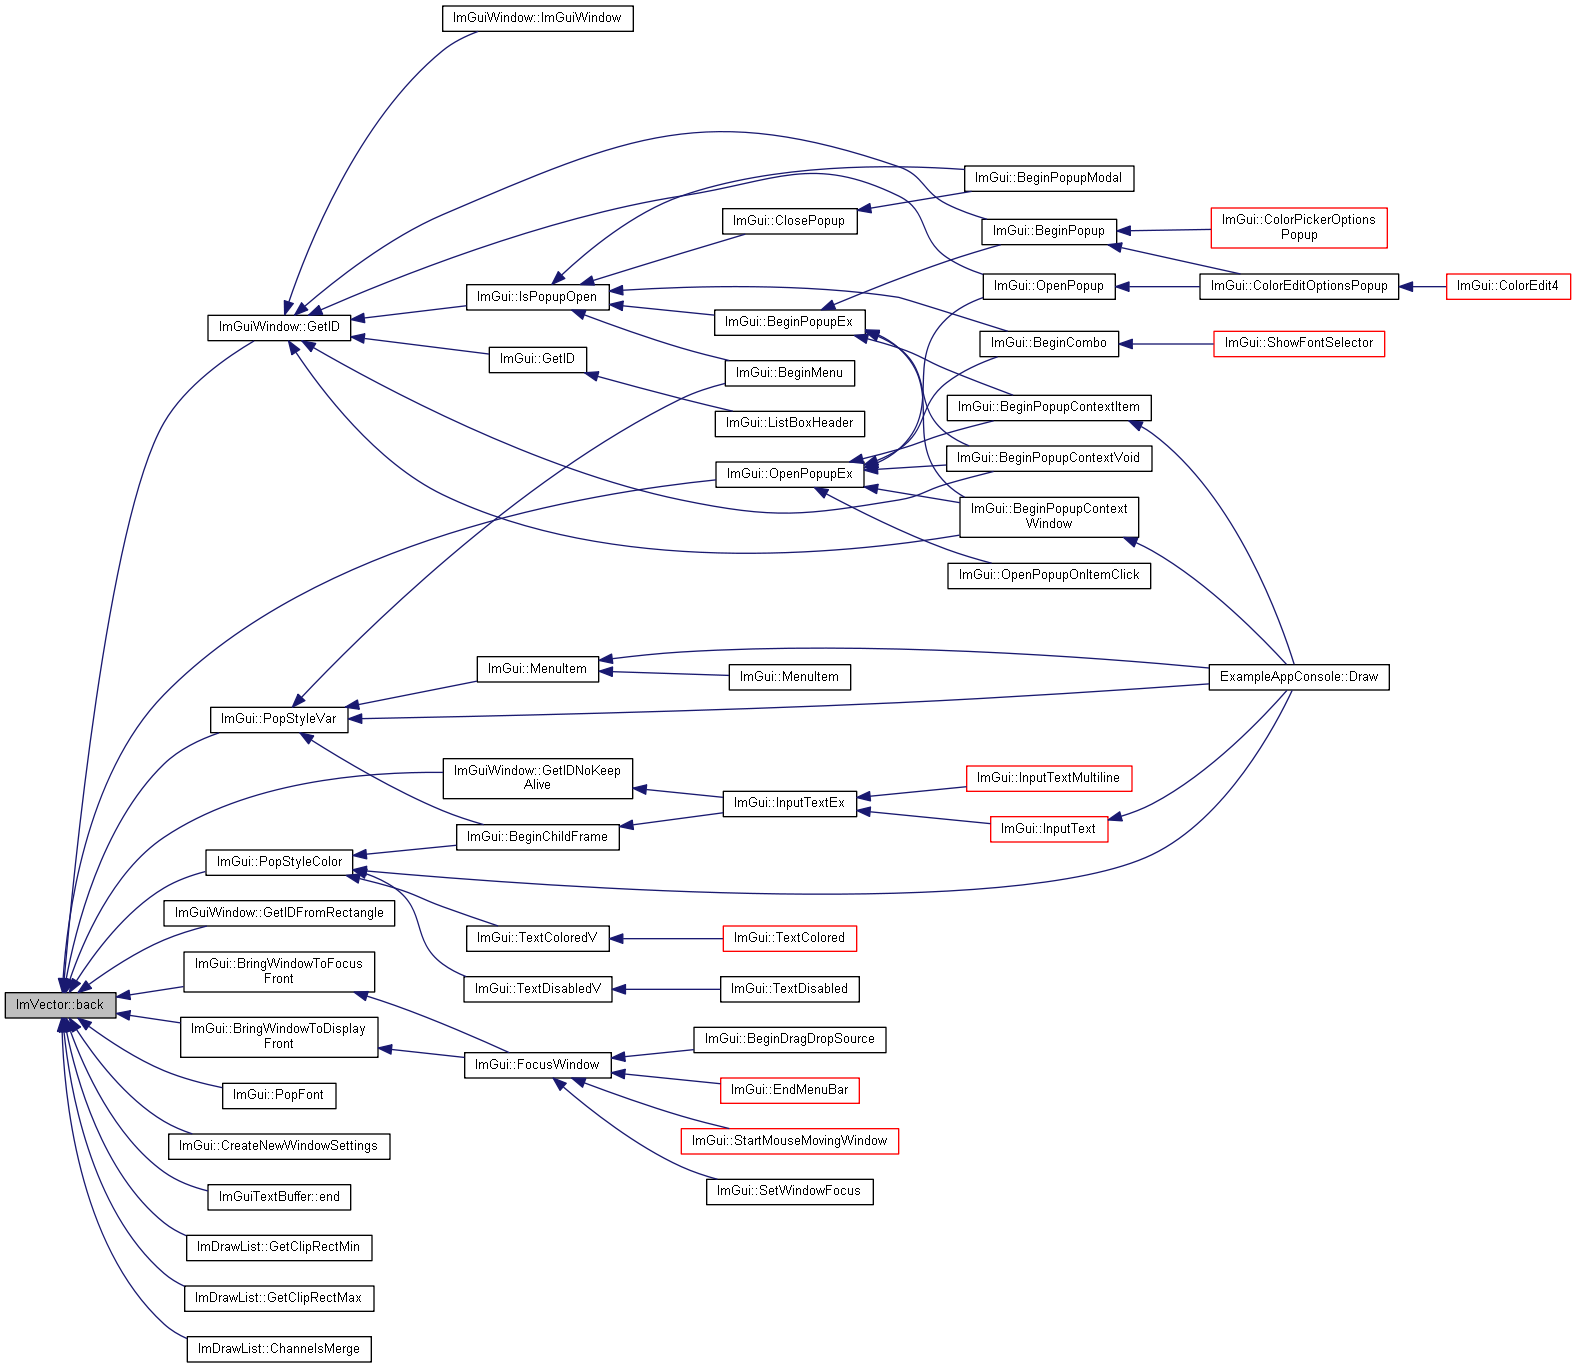 ImGuiWindow::ImGuiWindow
ImGui::BeginPopupModal
ImGui::ClosePopup
ImGui::ColorPickerOptions
Popup
ImGui::BeginPopup
ImGui::OpenPopup
ImGui::ColorEditOptionsPopup
ImGui::ColorEdit4
ImGui::IsPopupOpen
ImGuiWindow::GetID
ImGui::BeginPopupEx
ImGui::BeginCombo
ImGui::ShowFontSelector
ImGui::GetID
ImGui::BeginMenu
ImGui::BeginPopupContextItem
ImGui::ListBoxHeader
ImGui::BeginPopupContextVoid
ImGui::OpenPopupEx
ImGui::BeginPopupContext
Window
ImGui::OpenPopupOnItemClick
ImGui::MenuItem
ImGui::MenuItem
ExampleAppConsole::Draw
ImGui::PopStyleVar
ImGuiWindow::GetIDNoKeep
Alive
ImGui::InputTextMultiline
ImGui::InputTextEx
ImGui::InputText
ImGui::BeginChildFrame
ImGui::PopStyleColor
ImGuiWindow::GetIDFromRectangle
ImGui::TextColoredV
ImGui::TextColored
ImGui::BringWindowToFocus
Front
ImGui::TextDisabledV
ImGui::TextDisabled
ImVector::back
ImGui::BringWindowToDisplay
Front
ImGui::BeginDragDropSource
ImGui::FocusWindow
ImGui::EndMenuBar
ImGui::PopFont
ImGui::StartMouseMovingWindow
ImGui::CreateNewWindowSettings
ImGui::SetWindowFocus
ImGuiTextBuffer::end
ImDrawList::GetClipRectMin
ImDrawList::GetClipRectMax
ImDrawList::ChannelsMerge